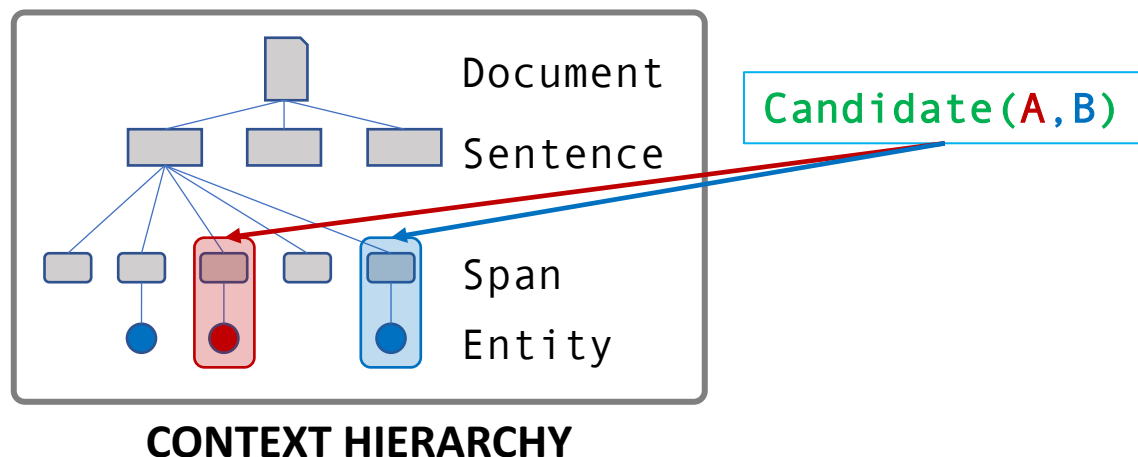 Document
Candidate(A,B)
Sentence
Span
Entity
CONTEXT HIERARCHY